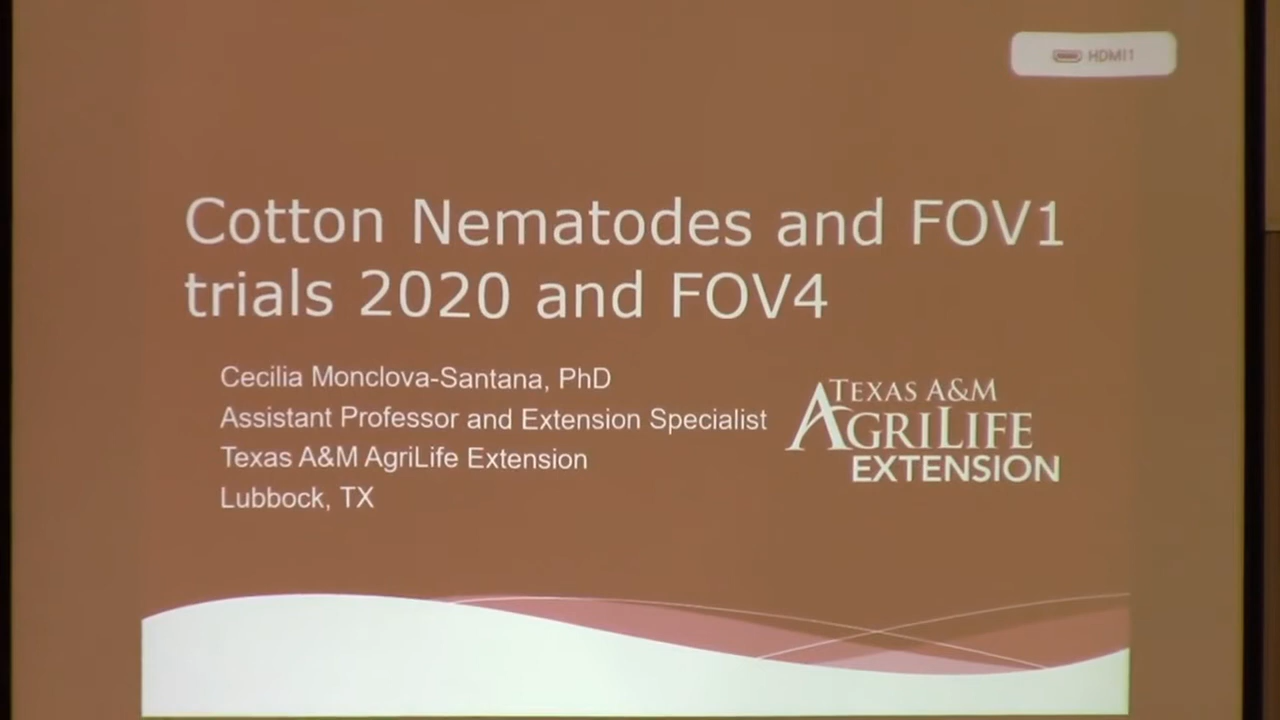 HDMI1
Cotton Nematodes and FOV1
trials 2020 and FOV4
Cecilia Monclova-Santana, PhD
Assistant Professor and Extension Specialist
Texas A&M AgriLife Extension
Lubbock, TX
TEXAS A&M
AGRILIFE
EXTENSION